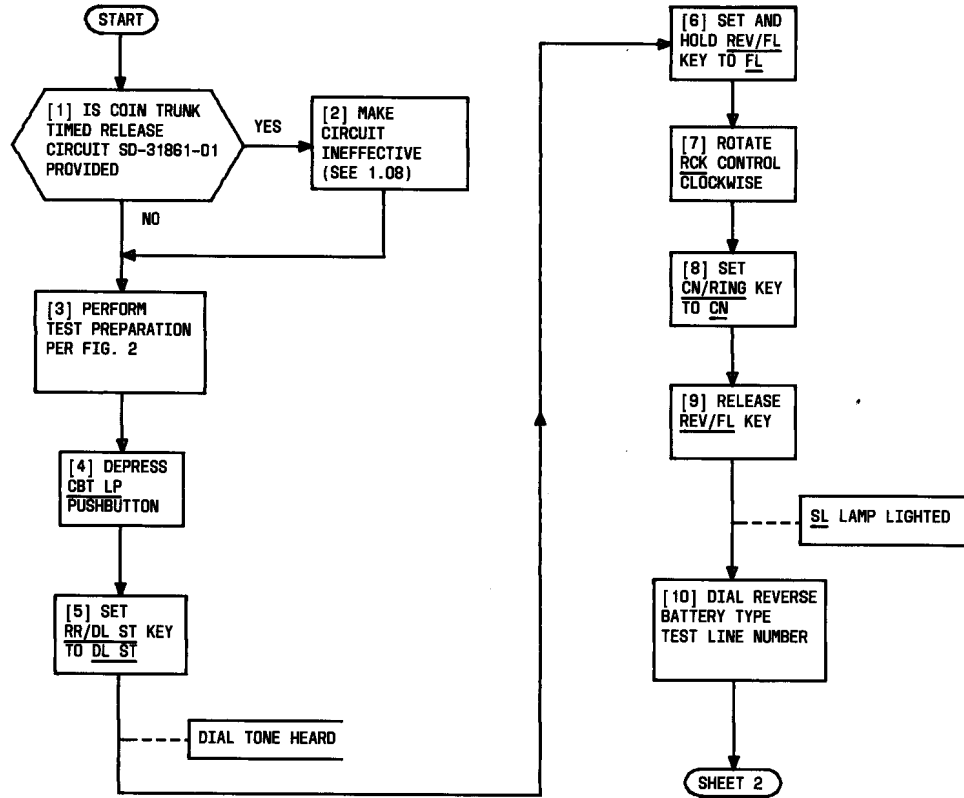 START
[1] IS COIN TRUNK
TIMED RELEASE
CIRCUIT SD-31861-01
PROVIDED
YES
[2] MAKE
CIRCUIT
INEFFECTIVE
(SEE 1.08)
NO
[3] PERFORM
TEST PREPARATION
PER FIG. 2
[4] DEPRESS
CBT LP
PUSHBUTTON
[5] SET
RR/DL ST KEY
TO DL ST
DIAL TONE HEARD
[6] SET AND
HOLD REV/FL
KEY TO FL
[7] ROTATE
RCK CONTROL
CLOCKWISE
[8] SET
CN/RING KEY
TO CN
[9] RELEASE
REV/FL KEY
SL LAMP LIGHTED
[10] DIAL REVERSE
BATTERY TYPE
TEST LINE NUMBER
SHEET 2